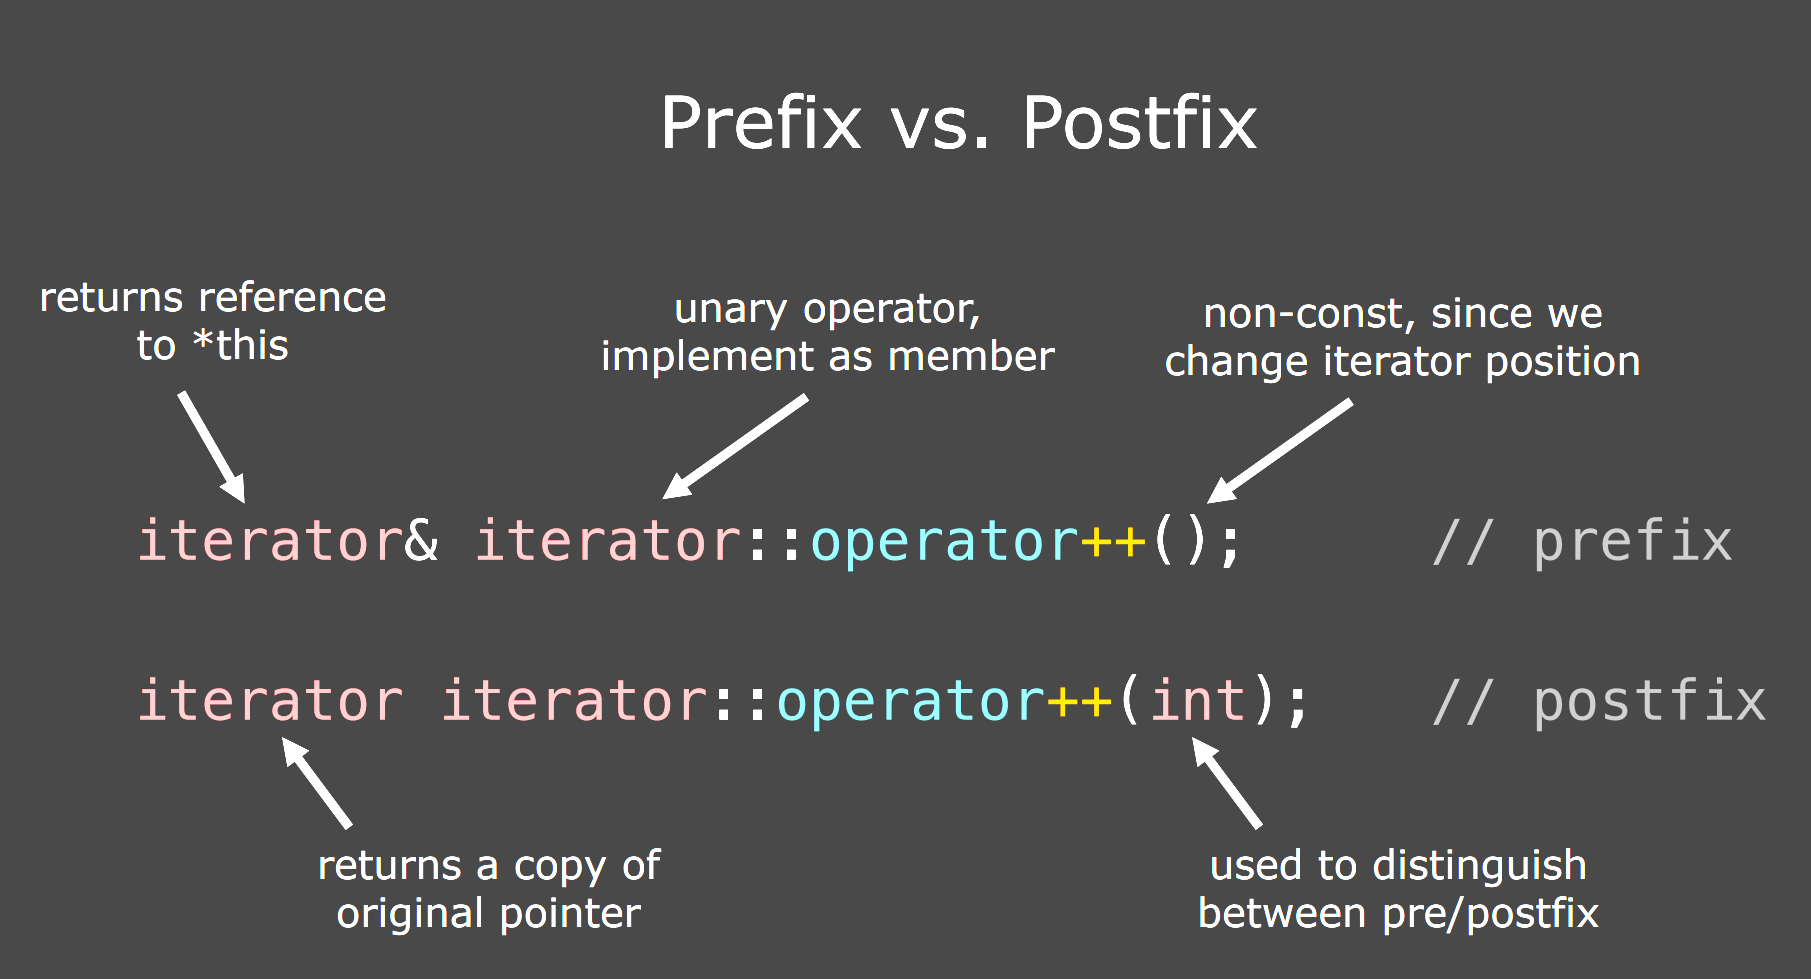 Prefix vs. Postfix
returns reference
to *this
unary operator,
implement as member
non-const, since we
change iterator position
iterator& iterator::operator++(); // prefix
iterator iterator::operator++(int); // postfix
returns a copy of
original pointer
used to distinguish
between pre/postfix